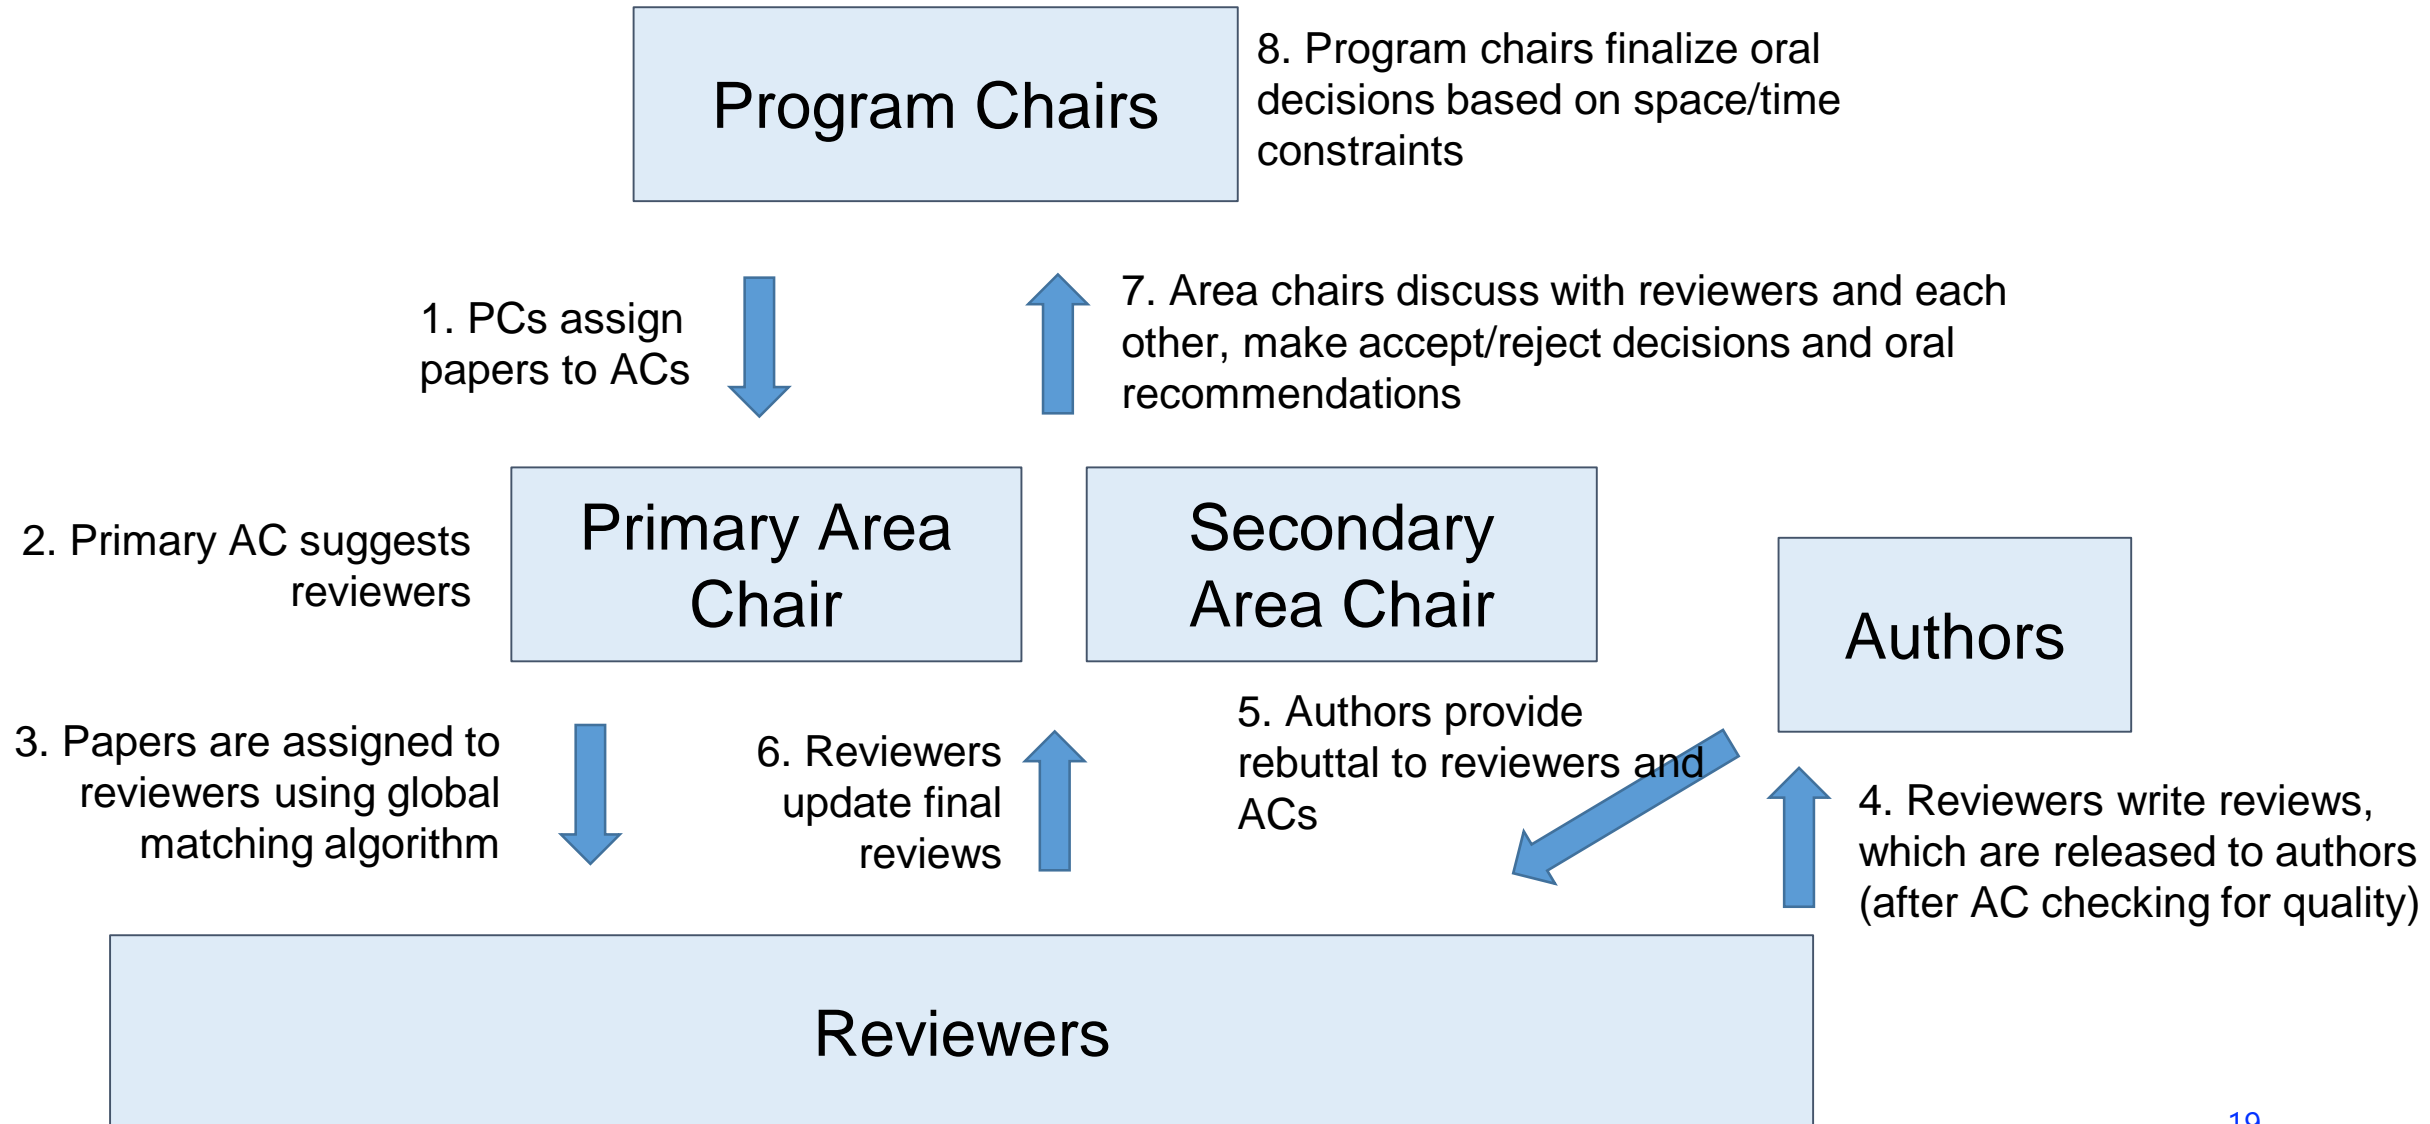 Program Chairs
8. Program chairs finalize oral
decisions based on space/time
constraints
1. PCs assign
papers to ACs
7. Area chairs discuss with reviewers and each
other, make accept/reject decisions and oral
recommendations
2. Primary AC suggests
reviewers
Primary Area
Chair
Secondary
Area Chair
Authors
3. Papers are assigned to
reviewers using global
matching algorithm
6. Reviewers
update final
reviews
5. Authors provide
rebuttal to reviewers and
ACs
4. Reviewers write reviews,
which are released to authors
(after AC checking for quality)
Reviewers
19